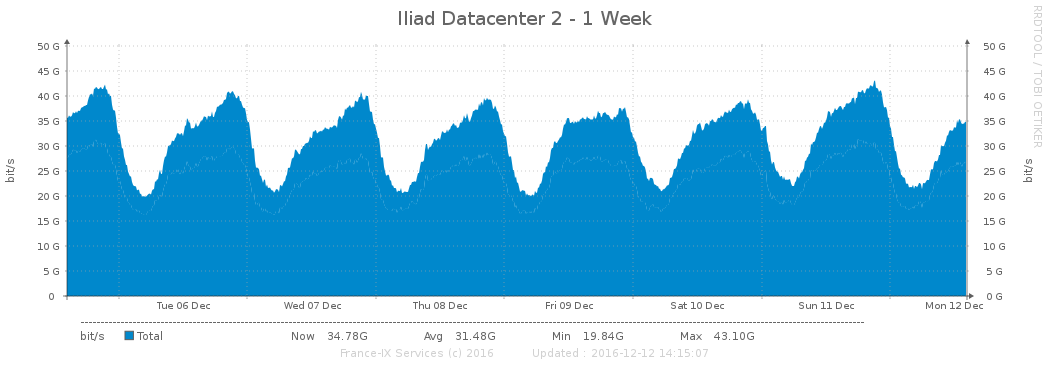 Iliad Datacenter 2 - 1 Week
RRDTOOL / TOBI OETIKER
50 G 50 G
45 G 45 G
40 G 40 G
35 G 35 G
30 G 30 G
25 G 25 G
20 G 20 G
15 G 15 G
10 G 10 G
5 G 5 G
0 0 G
bit/s bit/s
Tue 06 Dec Wed 07 Dec Thu 08 Dec Fri 09 Dec Sat 10 Dec Sun 11 Dec Mon 12 Dec
bit/s Total Now 34.78G Avg 31.48G Min 19.84G Max 43.10G
France-IX Services (c) 2016 Updated : 2016-12-12 14:15:07